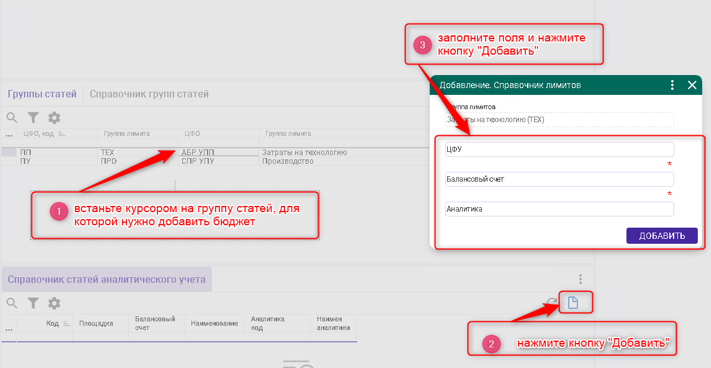 3 заполните поля и нажмите
кнопку "Добавить"
Добавление. Справочник лимитов
Группы статей Справочник групп статей
Группа лимитов
Затраты на технологию (ТЕХ)
... ЦФО, код Группа лимита ЦФО Группа лимита
ПП ТЕХ АБР УПП Затраты на технологию
ПУ ПРО СПР УПУ Производство
ЦФУ
*
Балансовый счет
*
Аналитика
ДОБАВИТЬ
1 встаньте курсором на группу статей, для
которой нужно добавить бюджет
Справочник статей аналитического учета
... Код Площадка Балансовый счет Наименование Аналитика код Наимен аналитики
2 нажмите кнопку "Добавить"